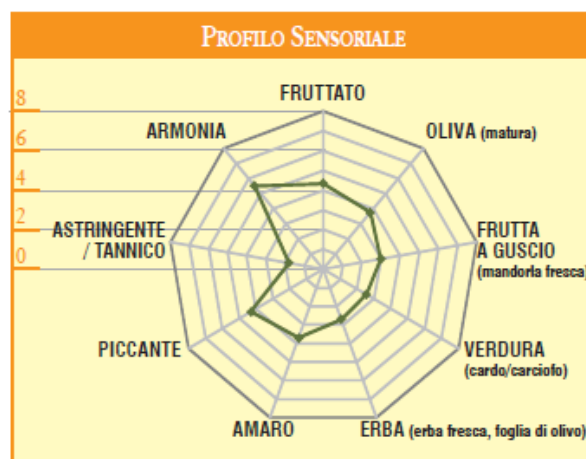 PROFILO SENSORIALE
8
6
4
2
0
FRUTTATO
ARMONIA
OLIVA (matura)
ASTRINGENTE
/ TANNICO
FRUTTA
A GUSCIO
(mandorla fresca)
PICCANTE
VERDURA
(cardo/carciofo)
AMARO
ERBA (erba fresca, foglia di olivo)